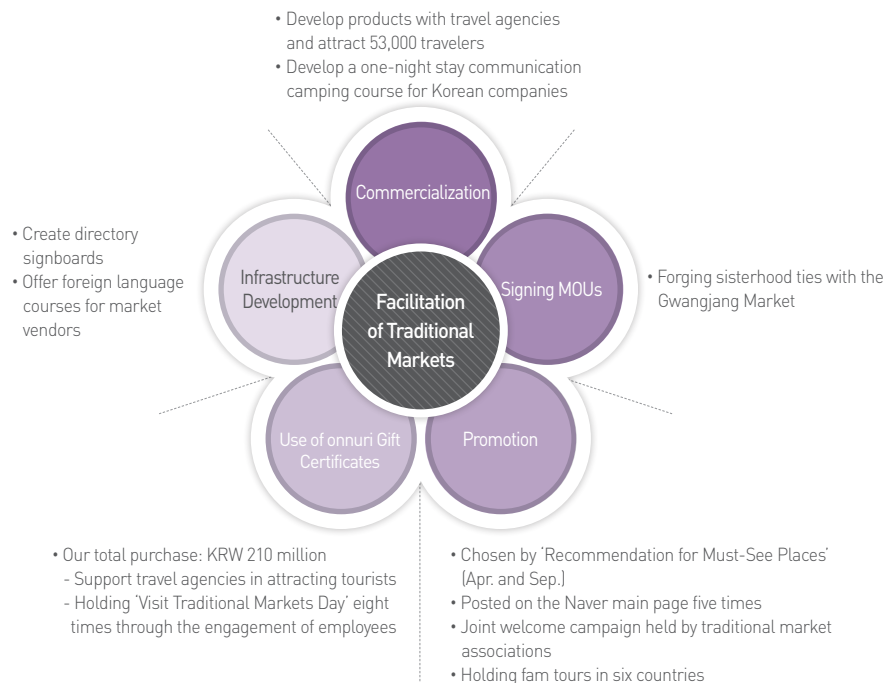 • Develop products with travel agencies
and attract 53,000 travelers
• Develop a one-night stay communication
camping course for Korean companies
Commercialization
• Create directory
signboards
• Offer foreign language
courses for market
vendors
Infrastructure
Development
Facilitation
of Traditional
Markets
Signing MOUs
• Forging sisterhood ties with the
Gwangjang Market
Use of onnuri Gift
Certificates
Promotion
• Our total purchase: KRW 210 million
- Support travel agencies in attracting tourists
- Holding 'Visit Traditional Markets Day' eight
times through the engagement of employees
• Chosen by 'Recommendation for Must-See Places'
(Apr. and Sep.)
• Posted on the Naver main page five times
• Joint welcome campaign held by traditional market
associations
• Holding fam tours in six countries